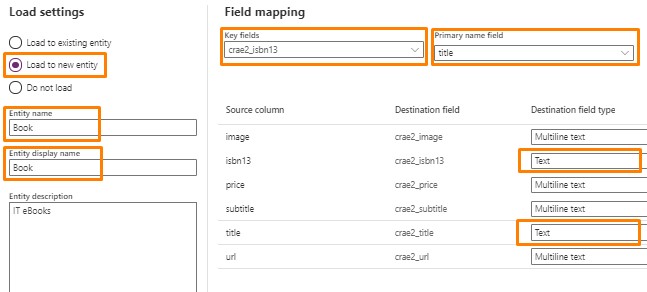 Load settings
Load to existing entity
Load to new entity
Do not load
Entity name
Book
Entity display name
Book
Entity description
IT eBooks
Field mapping
Key fields
crae2_isbn13
Primary name field
title
Source column Destination field Destination field type
image crae2_image Multiline text
isbn13 crae2_isbn13 Text
price crae2_price Multiline text
subtitle crae2_subtitle Multiline text
title crae2_title Text
url crae2_url Multiline text